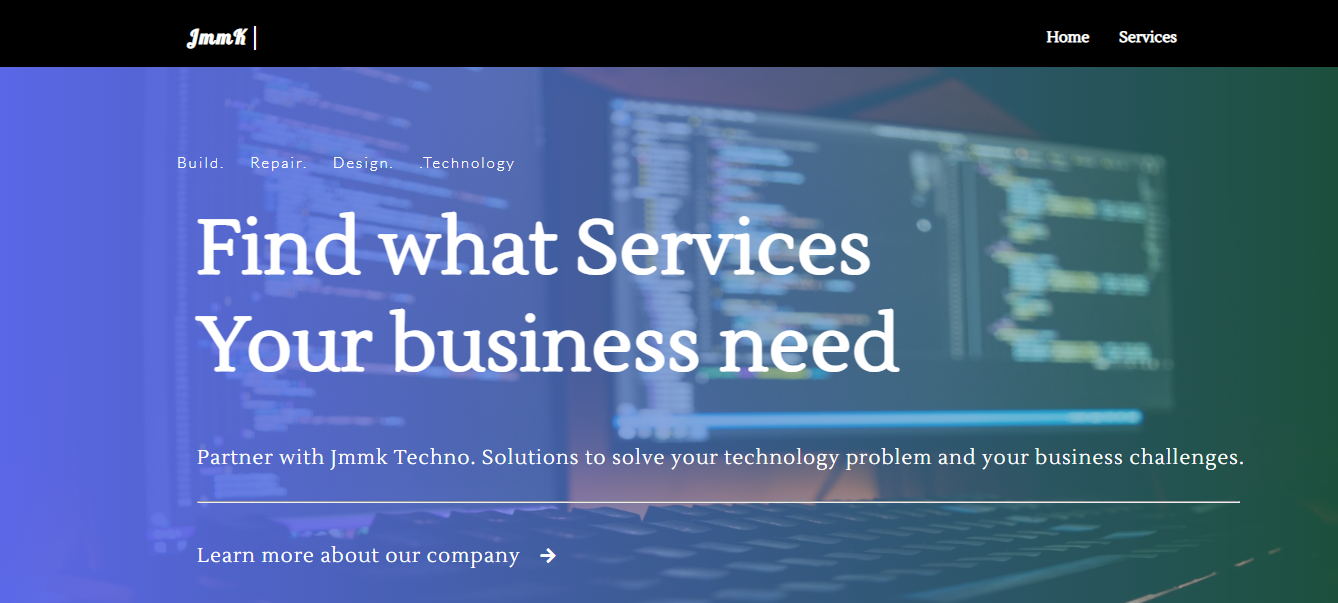 JmmK |
Home Services
Build. Repair. Design. .Technology
Find what Services
Your business need
Partner with Jmmk Techno. Solutions to solve your technology problem and your business challenges.
Learn more about our company →